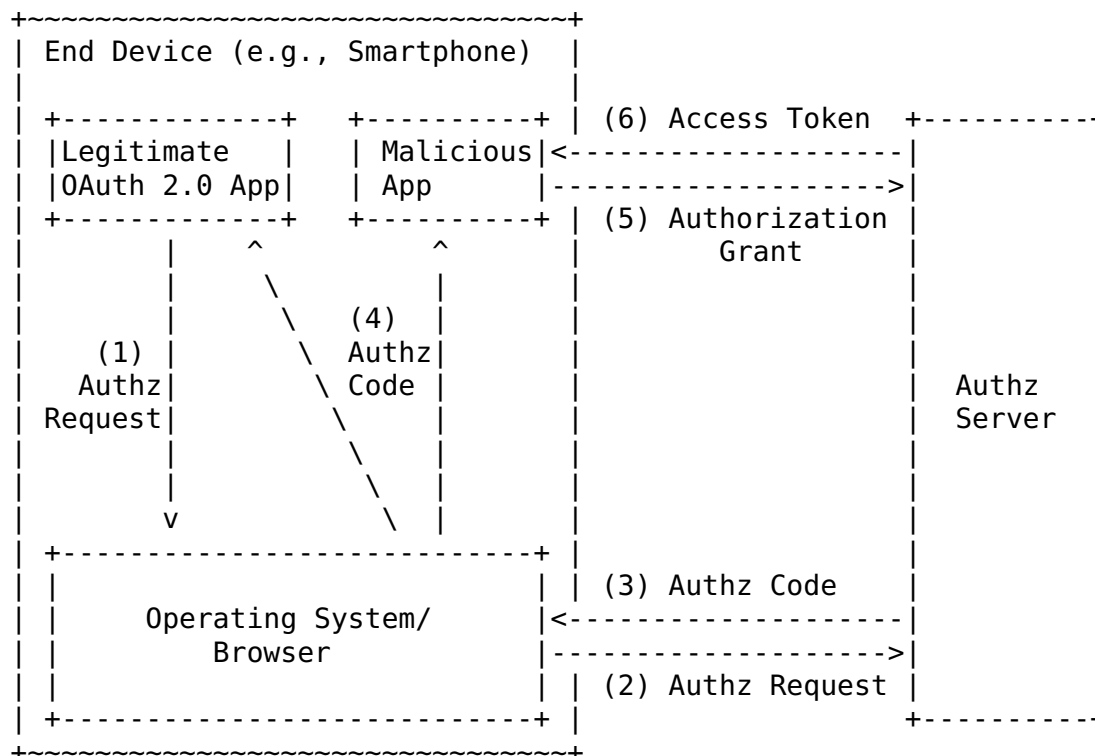 End Device (e.g., Smartphone)
(6) Access Token
Legitimate
OAuth 2.0 App
Malicious
App
(5) Authorization
Grant
(1)
Authz
Request
(4)
Authz
Code
Authz
Server
(3) Authz Code
Operating System/
Browser
(2) Authz Request